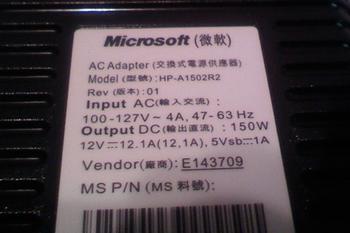 Microsoft (微軟)
AC Adapter (交換式電源供應器)
Model (型號): HP-A1502R2
Rev (版本): 01
Input AC(輸入交流):
100-127V~4A, 47-63Hz
Output DC(輸出直流): 150W
12V⎓12.1A(12,1A), 5Vsb⎓1A
Vendor(廠商): E143709
MS P/N (MS 料號):